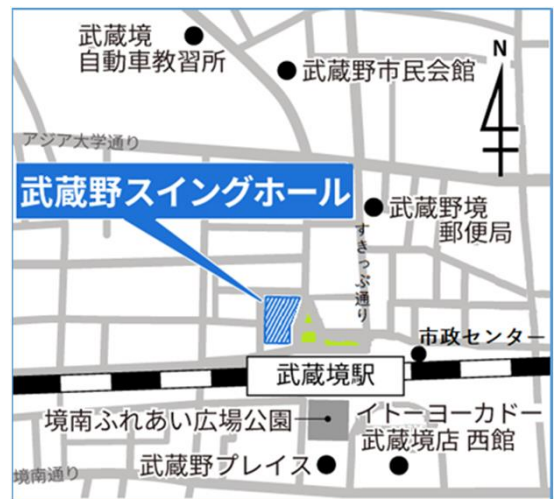 武蔵境
自動車教習所
武蔵野市民会館
N
アジア大学通り
武蔵野スイングホール
武蔵野境
郵便局
すきっぷ通り
市政センター
武蔵境駅
境南ふれあい広場公園
イトーヨーカドー
武蔵境店 西館
武蔵野プレイス
境南通り